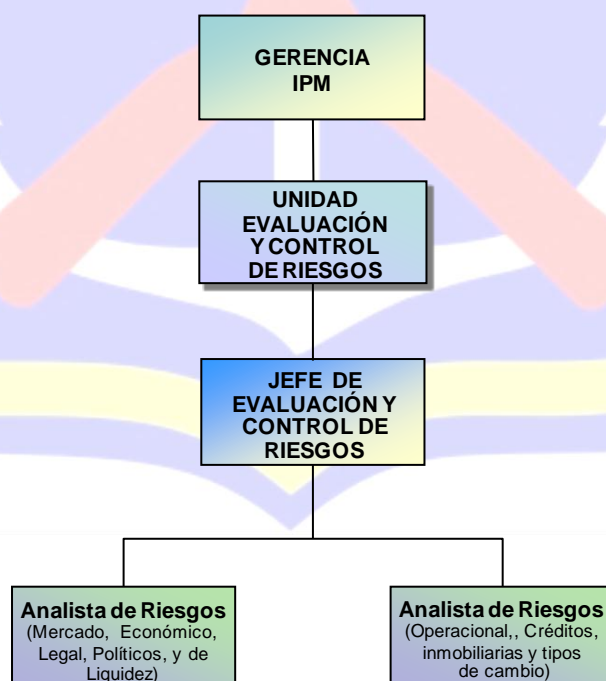 GERENCIA
IPM
UNIDAD
EVALUACIÓN
Y CONTROL
DE RIESGOS
JEFE DE
EVALUACIÓN Y
CONTROL DE
RIESGOS
Analista de Riesgos
(Mercado, Económico,
Legal, Políticos, y de
Liquidez)
Analista de Riesgos
(Operacional,, Créditos,
inmobiliarias y tipos
de cambio)